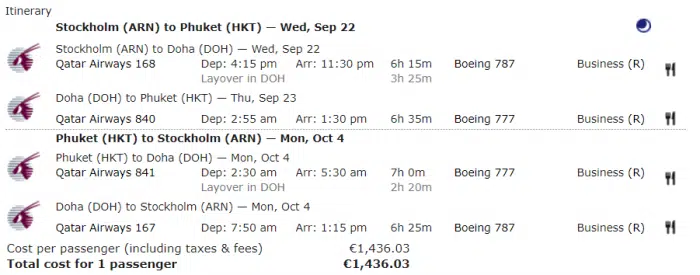 Itinerary
Stockholm (ARN) to Phuket (HKT) — Wed, Sep 22
Stockholm (ARN) to Doha (DOH) — Wed, Sep 22
Qatar Airways 168 Dep: 4:15 pm Arr: 11:30 pm 6h 15m Boeing 787 Business (R)
Layover in DOH 3h 25m
Doha (DOH) to Phuket (HKT) — Thu, Sep 23
Qatar Airways 840 Dep: 2:55 am Arr: 1:30 pm 6h 35m Boeing 777 Business (R)
Phuket (HKT) to Stockholm (ARN) — Mon, Oct 4
Phuket (HKT) to Doha (DOH) — Mon, Oct 4
Qatar Airways 841 Dep: 2:30 am Arr: 5:30 am 7h 0m Boeing 777 Business (R)
Layover in DOH 2h 20m
Doha (DOH) to Stockholm (ARN) — Mon, Oct 4
Qatar Airways 167 Dep: 7:50 am Arr: 1:15 pm 6h 25m Boeing 787 Business (R)
Cost per passenger (including taxes & fees) €1,436.03
Total cost for 1 passenger €1,436.03